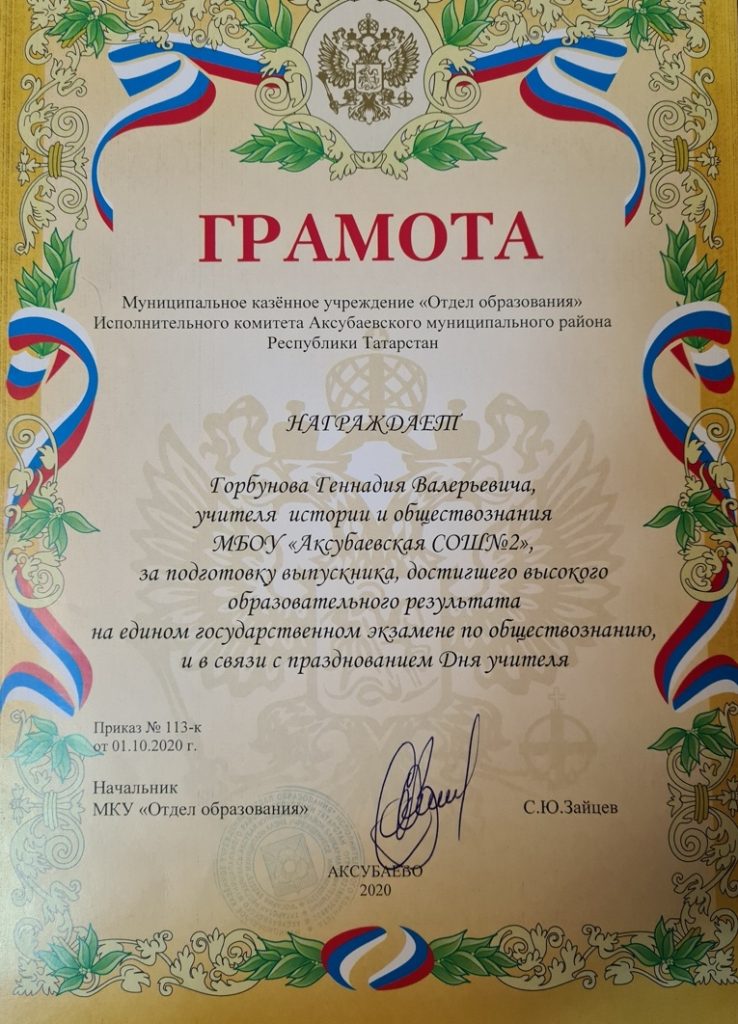 ГРАМОТА
Муниципальное казённое учреждение «Отдел образования»
Исполнительного комитета Аксубаевского муниципального района
Республики Татарстан
НАГРАЖДАЕТ
Горбунова Геннадия Валерьевича,
учителя истории и обществознания
МБОУ «Аксубаевская СОШ№2»,
за подготовку выпускника, достигшего высокого
образовательного результата
на едином государственном экзамене по обществознанию,
и в связи с празднованием Дня учителя
Приказ № 113-к
от 01.10.2020 г.
Начальник
МКУ «Отдел образования»
С.Ю.Зайцев
АКСУБАЕВО
2020